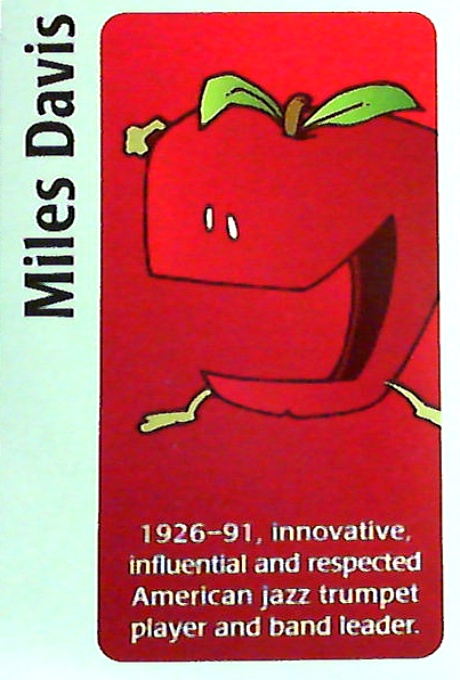 Miles Davis
1926–91, innovative,
influential and respected
American jazz trumpet
player and band leader.